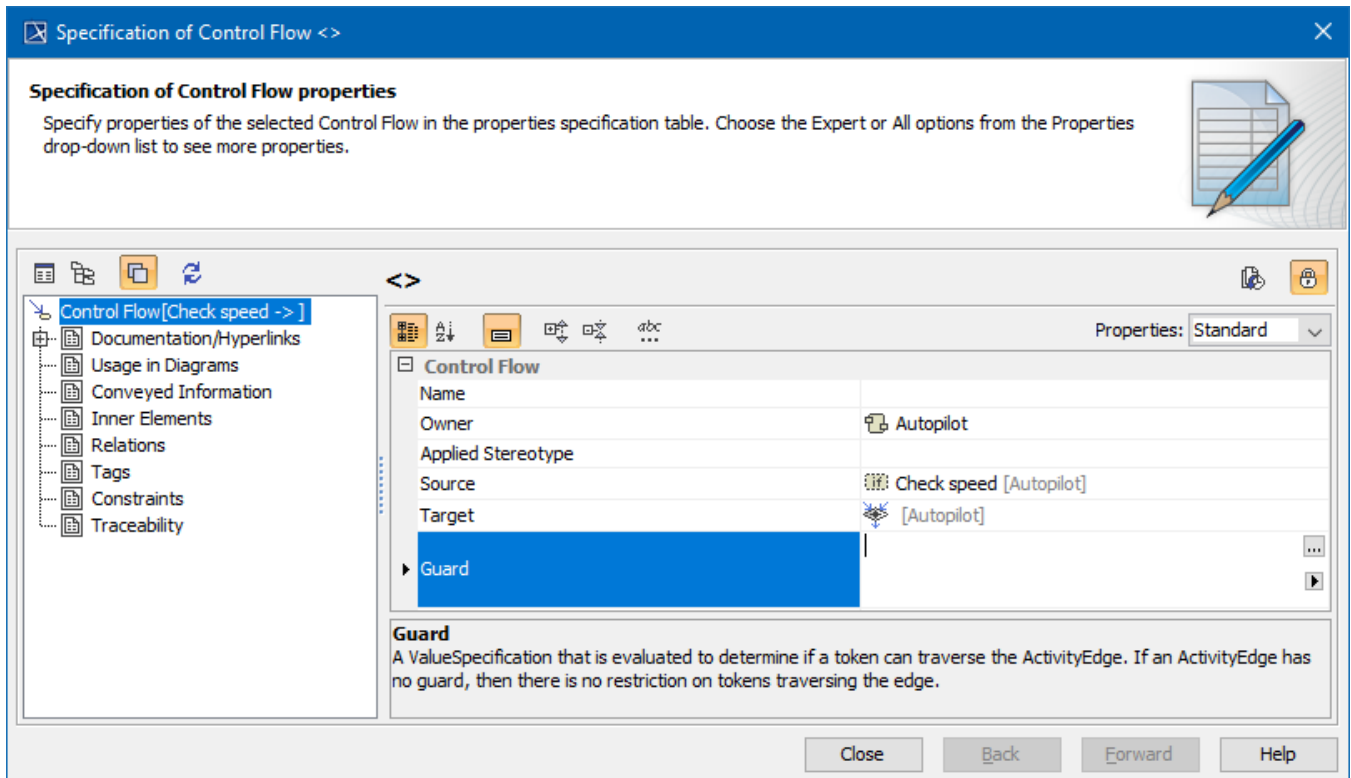 Specification of Control Flow <>
Specification of Control Flow properties
Specify properties of the selected Control Flow in the properties specification table. Choose the Expert or All options from the Properties
drop-down list to see more properties.
<>
Control Flow[Check speed -> ]
Documentation/Hyperlinks
Usage in Diagrams
Conveyed Information
Inner Elements
Relations
Tags
Constraints
Traceability
Properties: Standard
Control Flow
Name
Owner Autopilot
Applied Stereotype
Source Check speed [Autopilot]
Target [Autopilot]
Guard
Guard
A ValueSpecification that is evaluated to determine if a token can traverse the ActivityEdge. If an ActivityEdge has
no guard, then there is no restriction on tokens traversing the edge.
Close Back Forward Help